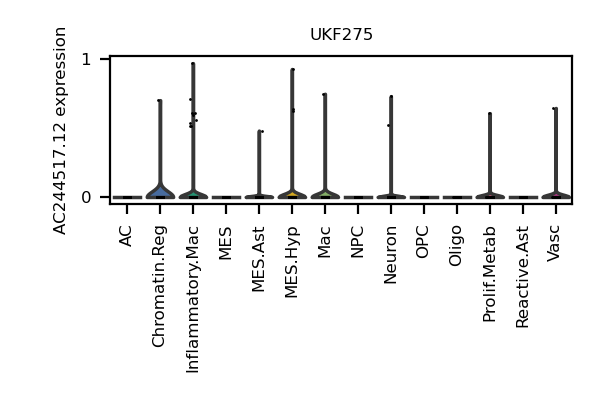 UKF275
AC244517.12 expression
1
0
AC
Chromatin.Reg
Inflammatory.Mac
MES
MES.Ast
MES.Hyp
Mac
NPC
Neuron
OPC
Oligo
Prolif.Metab
Reactive.Ast
Vasc